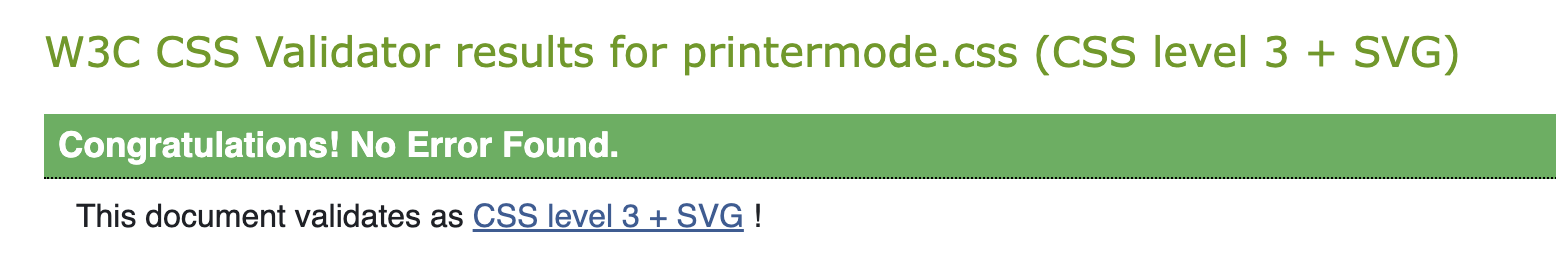 W3C CSS Validator results for printermode.css (CSS level 3 + SVG)
Congratulations! No Error Found.
This document validates as CSS level 3 + SVG !